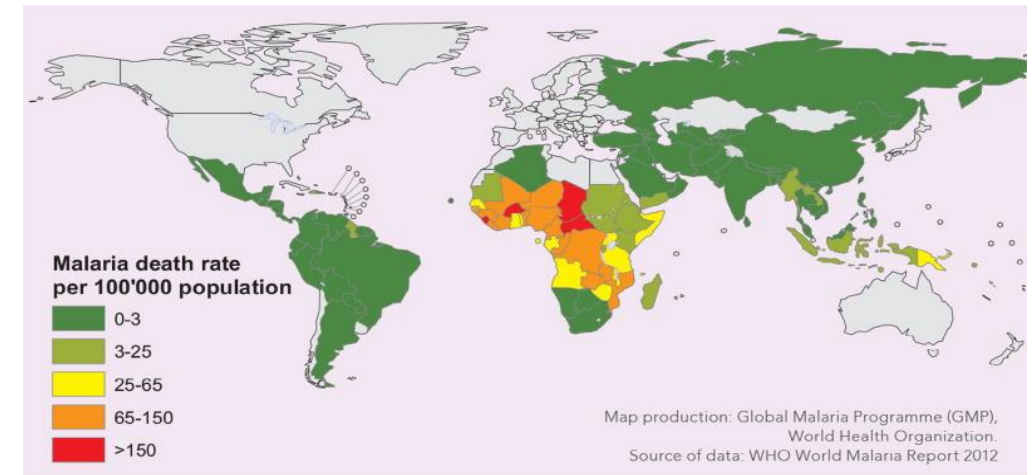 Malaria death rate
per 100'000 population
0-3
3-25
25-65
65-150
>150
Map production: Global Malaria Programme (GMP),
World Health Organization.
Source of data: WHO World Malaria Report 2012